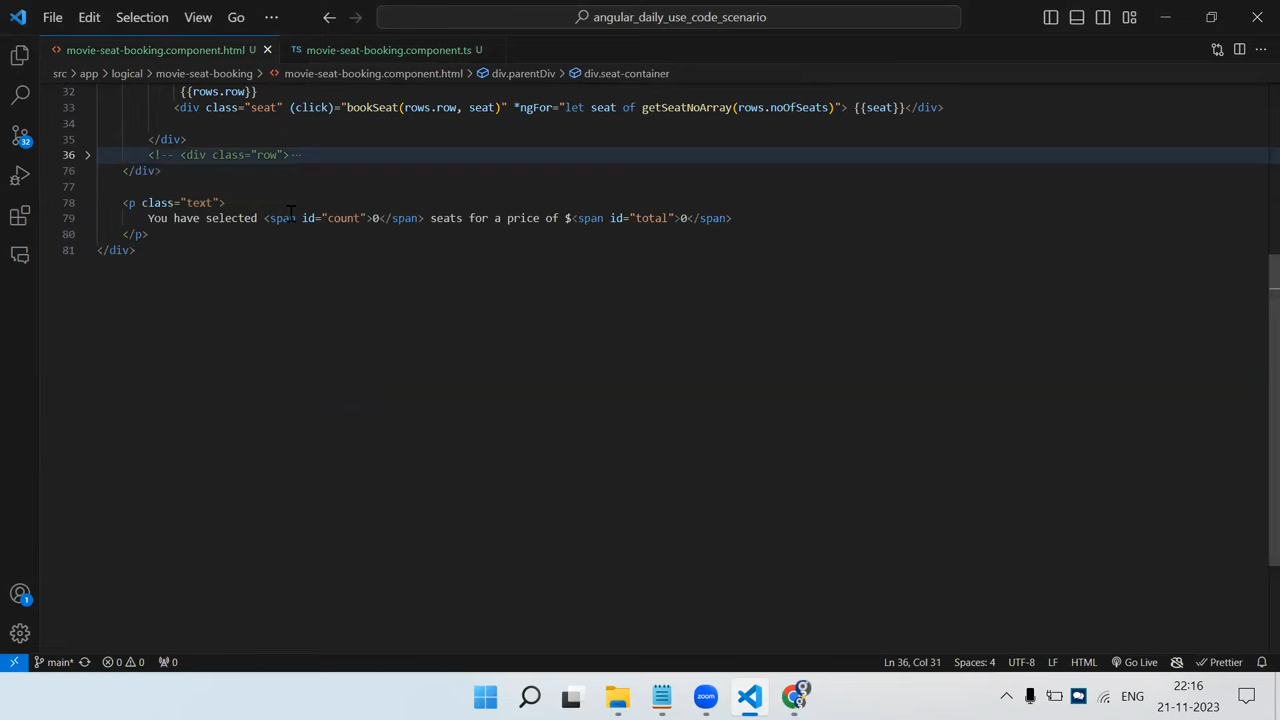 File Edit Selection View Go ··· angular_daily_use_code_scenario
movie-seat-booking.component.html U TS movie-seat-booking.component.ts U
src > app > logical > movie-seat-booking > movie-seat-booking.component.html > div.parentDiv > div.seat-container
32 {{rows.row}}
33 <div class="seat" (click)="bookSeat(rows.row, seat)" *ngFor="let seat of getSeatNoArray(rows.noOfSeats)"> {{seat}}</div>
34
35 </div>
36 <!-- <div class="row">···
76 </div>
77
78 <p class="text">
79 You have selected <span id="count">0</span> seats for a price of $<span id="total">0</span>
80 </p>
81 </div>
32
1
main* 0 0 0 Ln 36, Col 31 Spaces: 4 UTF-8 LF HTML Go Live Prettier
zoom ENG 22:16
21-11-2023